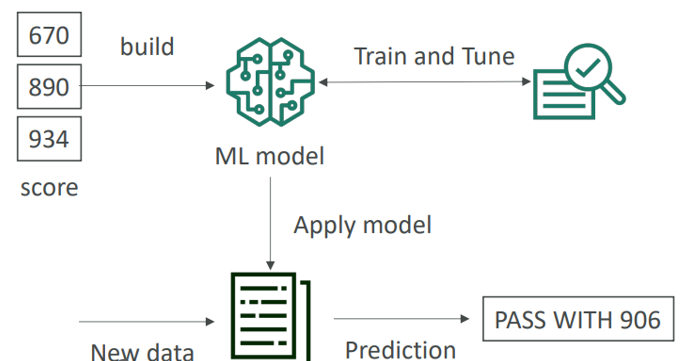 670
build
Train and Tune
890
934
ML model
score
Apply model
PASS WITH 906
New data
Prediction